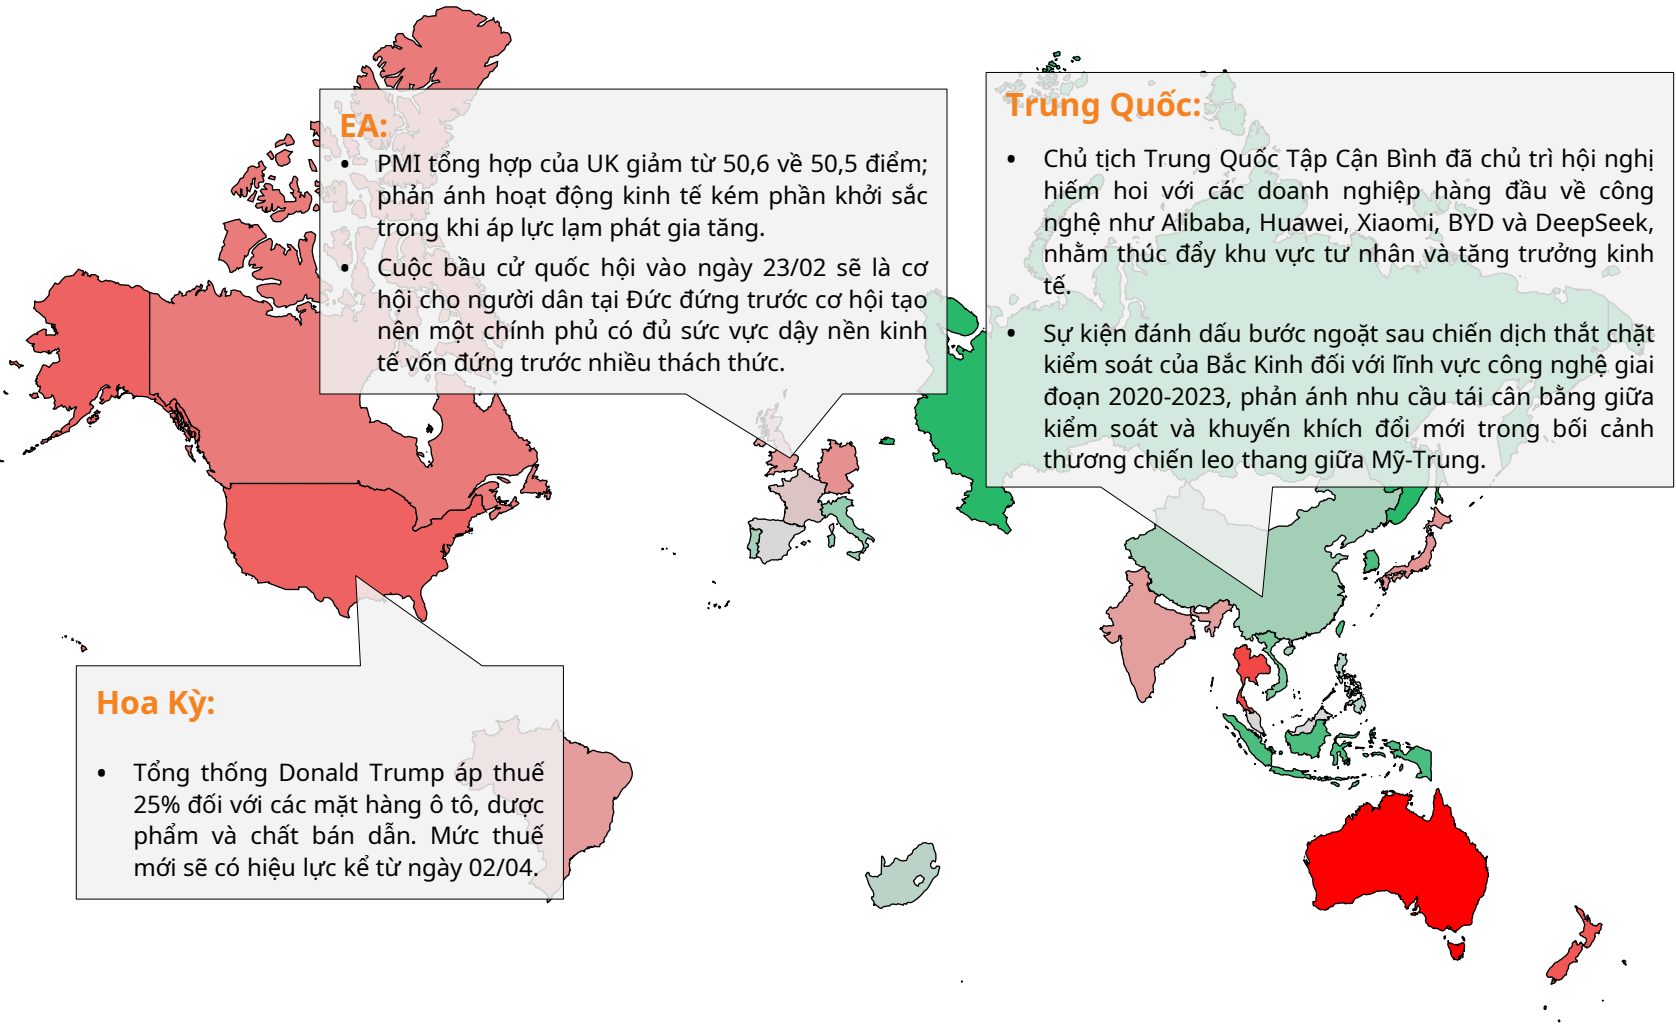 EA:
• PMI tổng hợp của UK giảm từ 50,6 về 50,5 điểm;
phản ánh hoạt động kinh tế kém phần khởi sắc
trong khi áp lực lạm phát gia tăng.
• Cuộc bầu cử quốc hội vào ngày 23/02 sẽ là cơ
hội cho người dân tại Đức đứng trước cơ hội tạo
nên một chính phủ có đủ sức vực dậy nền kinh
tế vốn đứng trước nhiều thách thức.
Trung Quốc:
• Chủ tịch Trung Quốc Tập Cận Bình đã chủ trì hội nghị
hiếm hoi với các doanh nghiệp hàng đầu về công
nghệ như Alibaba, Huawei, Xiaomi, BYD và DeepSeek,
nhằm thúc đẩy khu vực tư nhân và tăng trưởng kinh
tế.
• Sự kiện đánh dấu bước ngoặt sau chiến dịch thắt chặt
kiểm soát của Bắc Kinh đối với lĩnh vực công nghệ giai
đoạn 2020-2023, phản ánh nhu cầu tái cân bằng giữa
kiểm soát và khuyến khích đổi mới trong bối cảnh
thương chiến leo thang giữa Mỹ-Trung.
Hoa Kỳ:
• Tổng thống Donald Trump áp thuế
25% đối với các mặt hàng ô tô, dược
phẩm và chất bán dẫn. Mức thuế
mới sẽ có hiệu lực kể từ ngày 02/04.